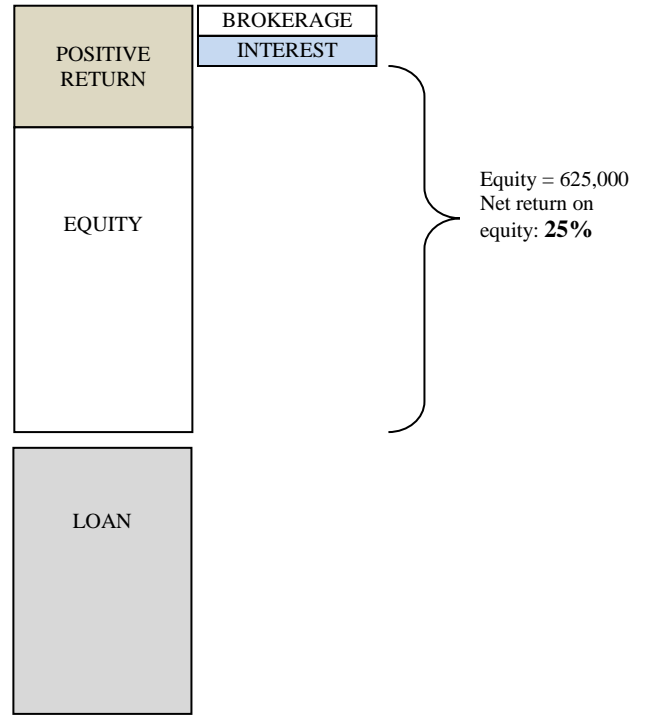 BROKERAGE
POSITIVE
RETURN
INTEREST
EQUITY
Equity = 625,000
Net return on
equity: 25%
LOAN